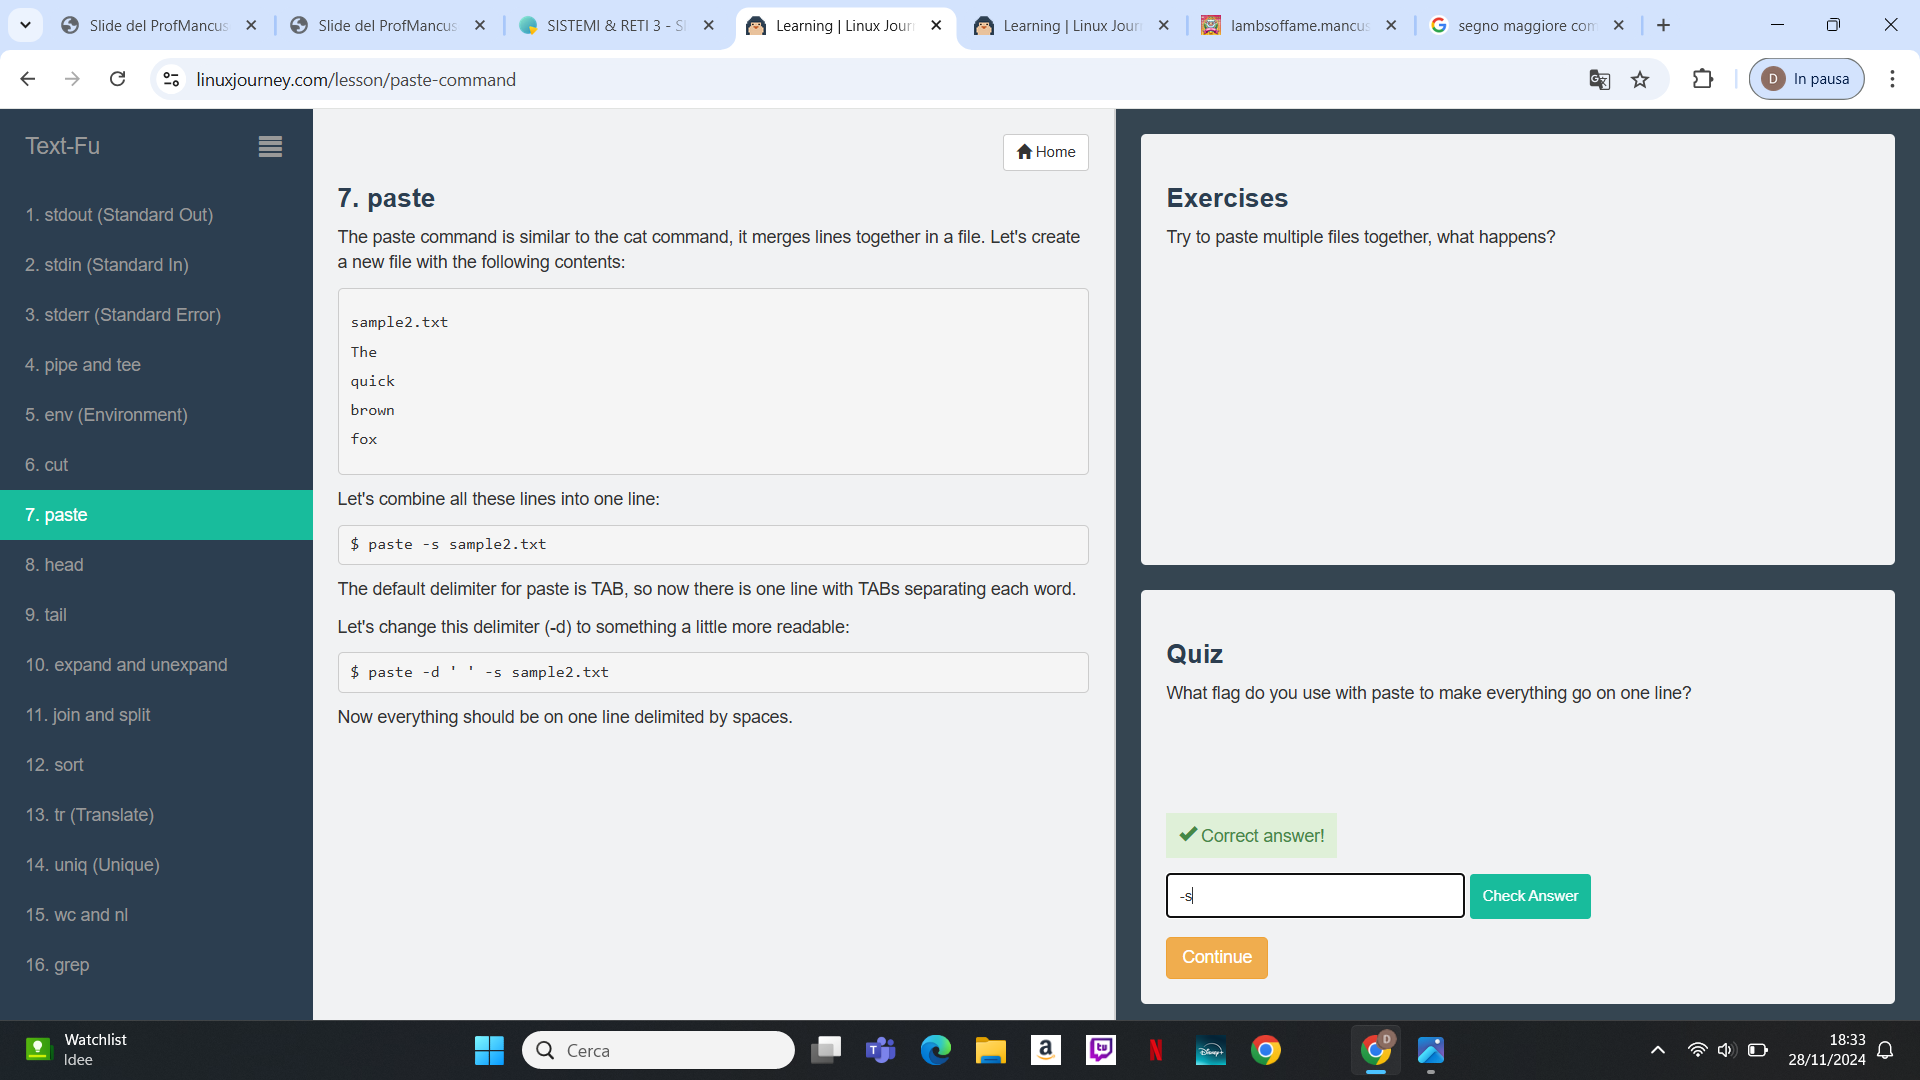 Slide del ProfMancus
Slide del ProfMancus
SISTEMI & RETI 3 - S
Learning | Linux Jour
Learning | Linux Jour
lambsoffame.mancus
segno maggiore com
linuxjourney.com/lesson/paste-command
D In pausa
Text-Fu
1. stdout (Standard Out)
2. stdin (Standard In)
3. stderr (Standard Error)
4. pipe and tee
5. env (Environment)
6. cut
7. paste
8. head
9. tail
10. expand and unexpand
11. join and split
12. sort
13. tr (Translate)
14. uniq (Unique)
15. wc and nl
16. grep
Home
7. paste
The paste command is similar to the cat command, it merges lines together in a file. Let's create
a new file with the following contents:
sample2.txt
The
quick
brown
fox
Let's combine all these lines into one line:
$ paste -s sample2.txt
The default delimiter for paste is TAB, so now there is one line with TABs separating each word.
Let's change this delimiter (-d) to something a little more readable:
$ paste -d ' ' -s sample2.txt
Now everything should be on one line delimited by spaces.
Exercises
Try to paste multiple files together, what happens?
Quiz
What flag do you use with paste to make everything go on one line?
Correct answer!
-s
Check Answer
Continue
Watchlist
Idee
Cerca
18:33
28/11/2024